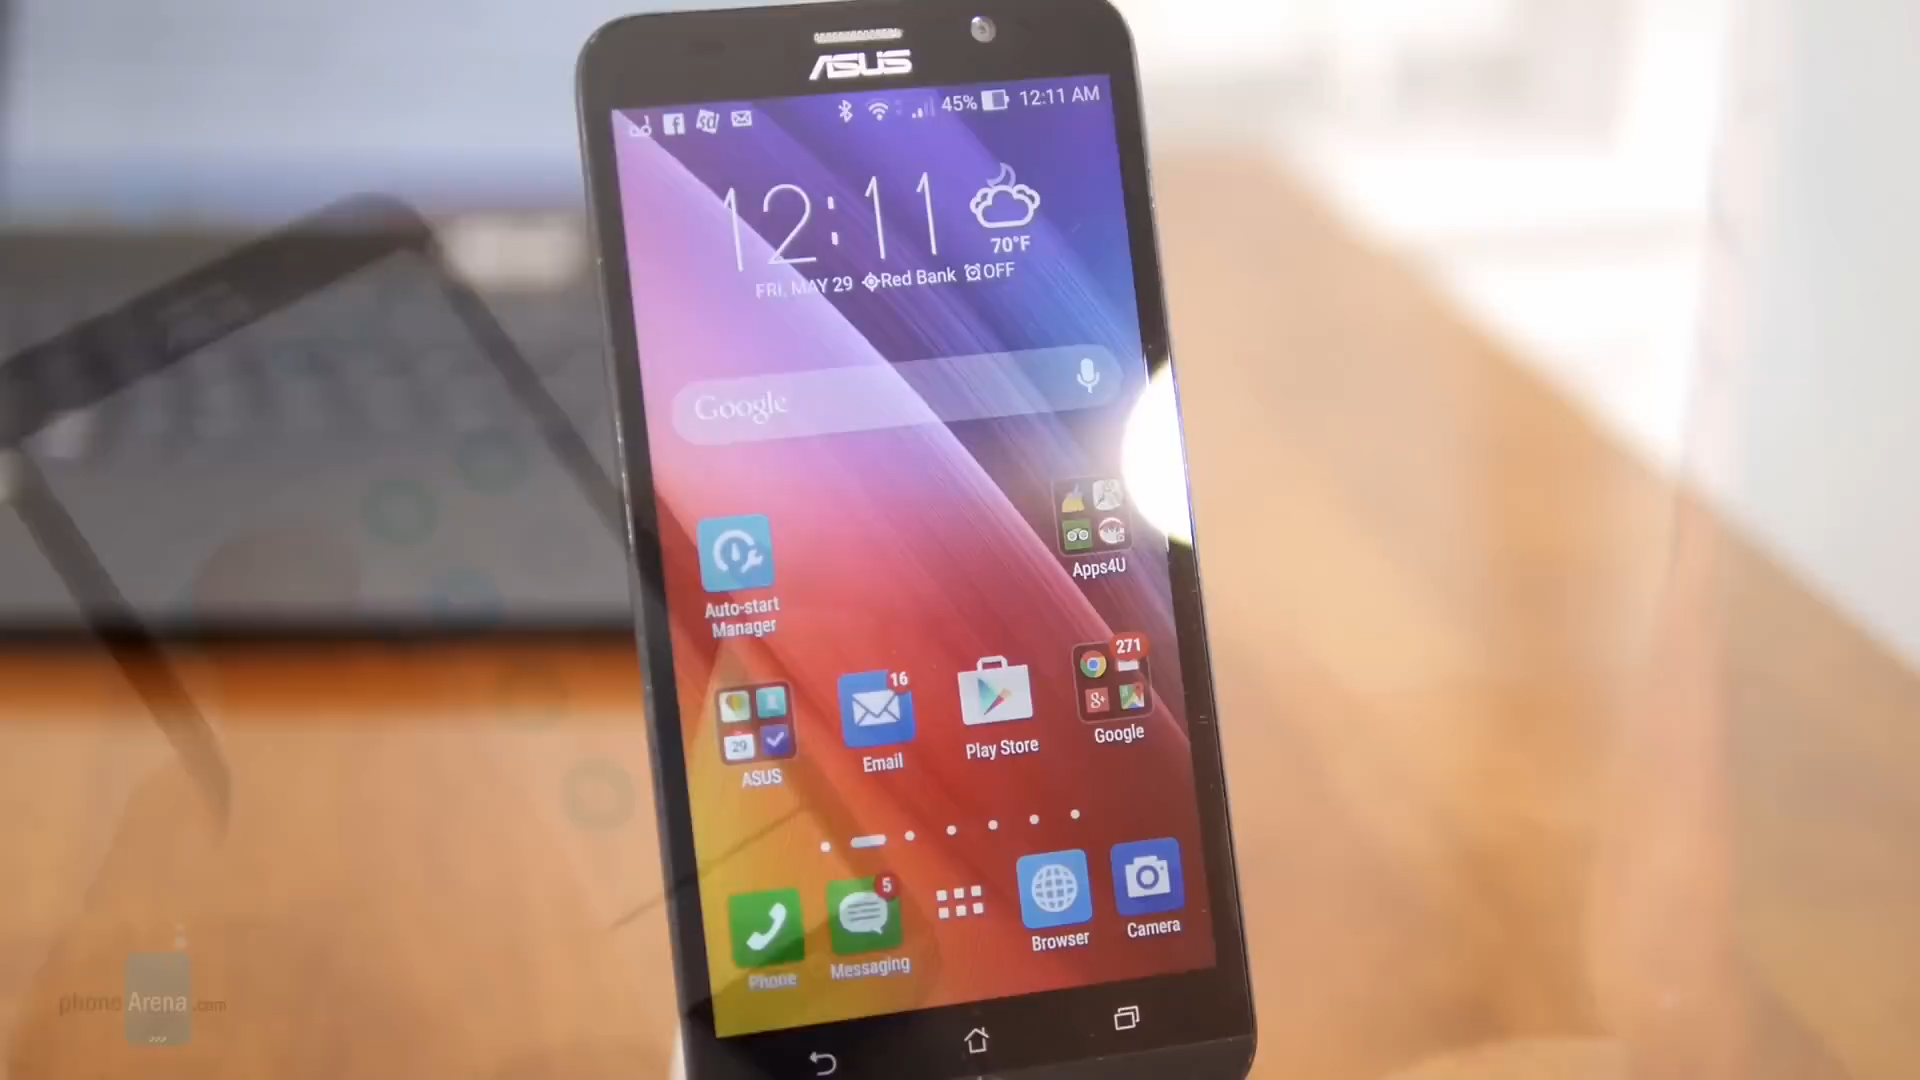 ASUS
45% 12:11 AM
12:11
70°F
FRI, MAY 29 Red Bank OFF
Google
Apps4U
Auto-start
Manager
271
16
29
ASUS
Email
Play Store
Google
5
Phone
Messaging
Browser
Camera
phoneArena.com